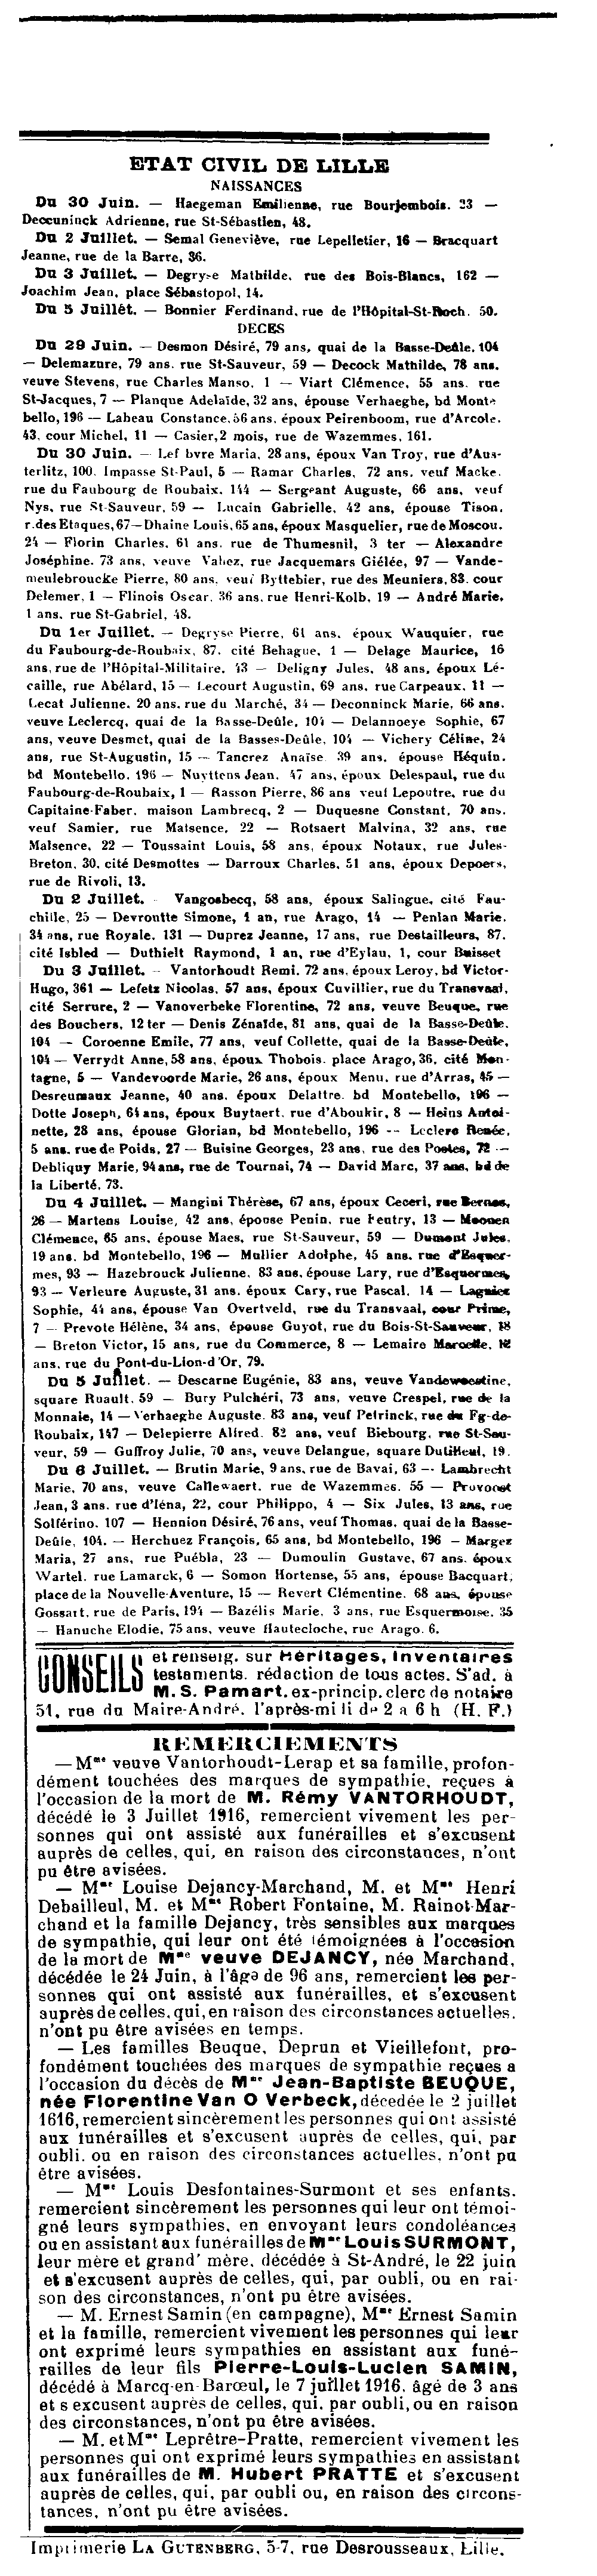 ETAT CIVIL DE LILLE
NAISSANCES
Du 30 Juin. — Haegeman Emilienne, rue Bourjembois. 23 —
Deccuninck Adrienne, rue St-Sébastien, 48.
Du 2 Juillet. — Semal Geneviève, rue Lepelletier, 16 — Bracquart
Jeanne, rue de la Barre, 36.
Du 3 Juillet. — Degryse Mathilde, rue des Bois-Blancs, 162 —
Joachim Jean, place Sébastopol, 14.
Du 5 Juillet. — Bonnier Ferdinand, rue de l'Hôpital-St-Roch. 50.
DECES
Du 29 Juin. — Desmon Désiré, 79 ans, quai de la Basse-Deûle. 104
— Delemazure, 79 ans. rue St-Sauveur, 59 — Decock Mathilde, 78 ans.
veuve Stevens, rue Charles Manso, 1 — Viart Clémence, 55 ans. rue
St-Jacques, 7 — Planque Adelaïde, 32 ans, épouse Verhaeghe, bd Monte
bello, 196 — Labeau Constance, 56 ans, époux Peirenboom, rue d'Arcole.
43, cour Michel, 11 — Casier, 2 mois, rue de Wazemmes, 161.
Du 30 Juin. — Lef bvre Maria, 28 ans, époux Van Troy, rue d'Aus-
terlitz, 100. Impasse St-Paul, 5 — Ramar Charles, 72 ans. veuf Macke.
rue du Faubourg de Roubaix. 144 — Sergeant Auguste, 66 ans, veuf
Nys, rue St-Sauveur, 59 — Lucain Gabrielle, 42 ans, épouse Tison,
r. des Etaques, 67 — Dhaine Louis, 65 ans, époux Masquelier, rue de Moscou.
24 — Florin Charles. 61 ans. rue de Thumesnil, 3 ter — Alexandre
Joséphine. 73 ans, veuve Vahez, rue Jacquemars Giélée, 97 — Vande-
meulebroucke Pierre, 80 ans. veuf Byttebier, rue des Meuniers, 83. cour
Delemer, 1 — Flinois Oscar, 36 ans, rue Henri-Kolb, 19 — André Marie,
1 ans. rue St-Gabriel, 48.
Du 1er Juillet. — Degryse Pierre, 61 ans, époux Wauquier, rue
du Faubourg-de-Roubaix, 87, cité Behague, 1 — Delage Maurice, 16
ans, rue de l'Hôpital-Militaire. 43 — Deligny Jules, 48 ans, époux Lé-
caille, rue Abélard, 15 — Lecourt Augustin, 69 ans. rue Carpeaux. 11 —
Lecat Julienne, 20 ans. rue du Marché, 34 — Deconninck Marie, 66 ans.
veuve Leclercq, quai de la Basse-Deûle, 104 — Delannoeye Sophie, 67
ans, veuve Desmet, quai de la Basses-Deûle, 104 — Vichery Céline, 24
ans, rue St-Augustin, 15 — Tancrez Anaïse. 39 ans. épouse Héquin.
bd Montebello. 196 — Nuyttens Jean. 47 ans, époux Delespaul, rue du
Faubourg-de-Roubaix, 1 — Rasson Pierre, 86 ans veuf Lepoutre, rue du
Capitaine-Faber, maison Lambrecq, 2 — Duquesne Constant, 70 ans.
veuf Samier, rue Malsence, 22 — Rotsaert Malvina, 32 ans, rue
Malsence, 22 — Toussaint Louis, 58 ans, époux Notaux, rue Jules-
Breton, 30, cité Desmottes — Darroux Charles, 51 ans, époux Depoers,
rue de Rivoli, 13.
Du 2 Juillet. — Vangosbecq, 58 ans, époux Salingue, cité Fau-
chille, 25 — Devroutte Simone, 1 an, rue Arago, 14 — Penlan Marie.
34 ans, rue Royale. 131 — Duprez Jeanne, 17 ans, rue Destailleurs, 87.
cité Isbled — Duthielt Raymond, 1 an, rue d'Eylau, 1, cour Buisset
Du 3 Juillet. — Vantorhoudt Remi. 72 ans, époux Leroy, bd Victor-
Hugo, 361 — Lefetz Nicolas, 57 ans, époux Cuvillier, rue du Transvaal,
cité Serrure, 2 — Vanoverbeke Florentine, 72 ans. veuve Beuque, rue
des Bouchers, 12 ter — Denis Zénaïde, 81 ans, quai de la Basse-Deûle.
104 — Coroenne Emile, 77 ans, veuf Collette, quai de la Basse-Deûle,
104 — Verrydt Anne, 58 ans, époux Thobois. place Arago, 36, cité Mon-
tagne, 5 — Vandevoorde Marie, 26 ans, époux Menu. rue d'Arras, 45 —
Desreumaux Jeanne, 40 ans. époux Delattre. bd Montebello, 196 —
Dotte Joseph, 61 ans, époux Buytaert. rue d'Aboukir, 8 — Heins Antoi-
nette, 28 ans, épouse Glorian, bd Montebello, 196 — Leclerc Renée,
5 ans. rue de Poids, 27 — Buisine Georges, 23 ans, rue des Postes, 72 —
Debliquy Marie, 94 ans, rue de Tournai, 74 — David Marc, 37 ans, bd de
la Liberté, 73.
Du 4 Juillet. — Mangini Thérèse, 67 ans, époux Ceceri, rue Bernos,
26 — Martens Louise, 42 ans, épouse Penin, rue Fentry, 13 — Moonen
Clémence, 65 ans. épouse Maes, rue St-Sauveur, 59 — Dumont Jules.
19 ans. bd Montebello, 196 — Mullier Adolphe, 45 ans. rue d'Esquer-
mes, 93 — Hazebrouck Julienne. 83 ans, épouse Lary, rue d'Esquermes,
93 — Verleure Auguste, 31 ans. époux Cary, rue Pascal, 14 — Lagniez
Sophie, 44 ans, épouse Van Overtveld, rue du Transvaal, cour Prime,
7 — Prevote Hélène, 34 ans, épouse Guyot, rue du Bois-St-Sauveur, 18
— Breton Victor, 15 ans, rue du Commerce, 8 — Lemaire Marcelle, 12
ans, rue du Pont-du-Lion-d'Or, 79.
Du 5 Juillet. — Descarne Eugénie, 83 ans, veuve Vandewoestine,
square Ruault, 59 — Bury Pulchéri, 73 ans, veuve Crespel, rue de la
Monnaie, 14 — Verhaeghe Auguste. 83 ans, veuf Petrinck, rue du Fg-de-
Roubaix, 147 — Delepierre Alfred. 82 ans, veuf Biebourg, rue St-Sau-
veur, 59 — Guffroy Julie, 70 ans, veuve Delangue, square Dutilleul, 19.
Du 6 Juillet. — Brutin Marie, 9 ans, rue de Bavai, 63 — Lambrecht
Marie, 70 ans, veuve Callewaert. rue de Wazemmes. 55 — Provoost
Jean, 3 ans. rue d'Iéna, 22, cour Philippo, 4 — Six Jules, 13 ans, rue
Solférino. 107 — Hennion Désiré, 76 ans, veuf Thomas. quai de la Basse-
Deûle, 104. — Herchuez François, 65 ans, bd Montebello, 196 — Margez
Maria, 27 ans, rue Puébla, 23 — Dumoulin Gustave, 67 ans. époux
Wartel. rue Lamarck, 6 — Somon Hortense, 55 ans, épouse Bacquart,
place de la Nouvelle-Aventure, 15 — Revert Clémentine. 68 ans, épouse
Gossart. rue de Paris, 194 — Bazélis Marie. 3 ans, rue Esquermoise. 35
— Hanuche Elodie, 75 ans, veuve Hautecloche, rue Arago. 6.
CONSEILS et renseig. sur Héritages, Inventaires
testaments. rédaction de tous actes. S'ad. à
M. S. Pamart, ex-princip. clerc de notaire
51, rue du Maire-André. l'après-mi li de 2 a 6 h (H. F.)
REMERCIEMENTS
— Mme veuve Vantorhoudt-Lerap et sa famille, profon-
dément touchées des marques de sympathie, reçues à
l'occasion de la mort de M. Rémy VANTORHOUDT,
décédé le 3 Juillet 1916, remercient vivement les per-
sonnes qui ont assisté aux funérailles et s'excusent
auprès de celles, qui, en raison des circonstances, n'ont
pu être avisées.
— Mme Louise Dejancy-Marchand, M. et Mme Henri
Debailleul, M. et Mme Robert Fontaine, M. Rainot-Mar-
chand et la famille Dejancy, très sensibles aux marques
de sympathie, qui leur ont été témoignées à l'occasion
de la mort de Mme veuve DEJANCY, née Marchand,
décédée le 24 Juin, à l'âge de 96 ans, remercient les per-
sonnes qui ont assisté aux funérailles, et s'excusent
auprès de celles, qui, en raison des circonstances actuelles.
n'ont pu être avisées en temps.
— Les familles Beuque, Deprun et Vieillefont, pro-
fondément touchées des marques de sympathie reçues a
l'occasion du décès de Mme Jean-Baptiste BEUQUE,
née Florentine Van O Verbeck, décedée le 2 juillet
1616, remercient sincèrement les personnes qui ont assisté
aux funérailles et s'excusent auprès de celles, qui, par
oubli, ou en raison des circonstances actuelles, n'ont pu
être avisées.
— Mme Louis Desfontaines-Surmont et ses enfants.
remercient sincèrement les personnes qui leur ont témoi-
gné leurs sympathies, en envoyant leurs condoléances
ou en assistant aux funérailles de Mme Louis SURMONT,
leur mère et grand' mère, décédée à St-André, le 22 juin
et s'excusent auprès de celles, qui, par oubli, ou en rai-
son des circonstances, n'ont pu être avisées.
— M. Ernest Samin (en campagne), Mme Ernest Samin
et la famille, remercient vivement les personnes qui leur
ont exprimé leurs sympathies en assistant aux funé-
railles de leur fils Pierre-Louis-Lucien SAMIN,
décédé à Marcq-en-Barœul, le 7 juillet 1916, âgé de 3 ans
et s excusent auprès de celles, qui, par oubli, ou en raison
des circonstances, n'ont pu être avisées.
— M. et Mme Leprêtre-Pratte, remercient vivement les
personnes qui ont exprimé leurs sympathies en assistant
aux funérailles de M. Hubert PRATTE et s'excusent
auprès de celles, qui, par oubli ou, en raison des circons-
tances, n'ont pu être avisées.
Imprimerie LA GUTENBERG, 5-7, rue Desrousseaux, Lille.